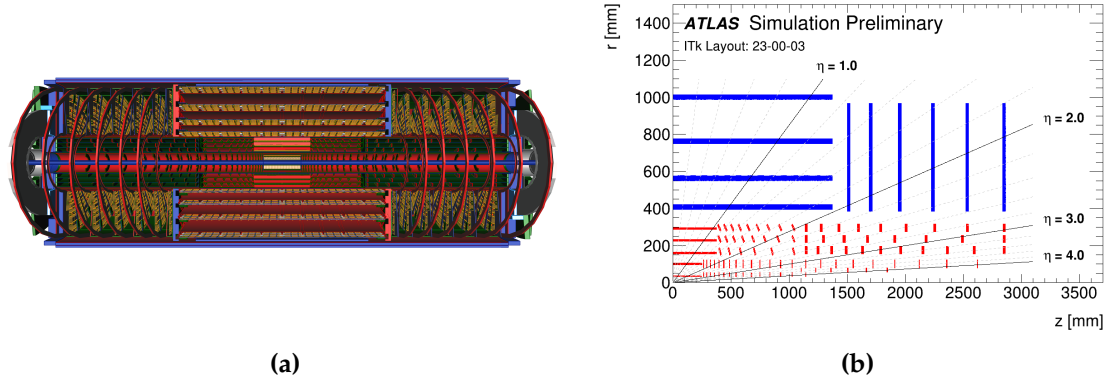 ATLAS Simulation Preliminary
ITk Layout: 23-00-03
r [mm]
1400
1200
1000
800
600
400
200
0
η = 1.0
η = 2.0
η = 3.0
η = 4.0
0 500 1000 1500 2000 2500 3000 3500
z [mm]
(a) (b)